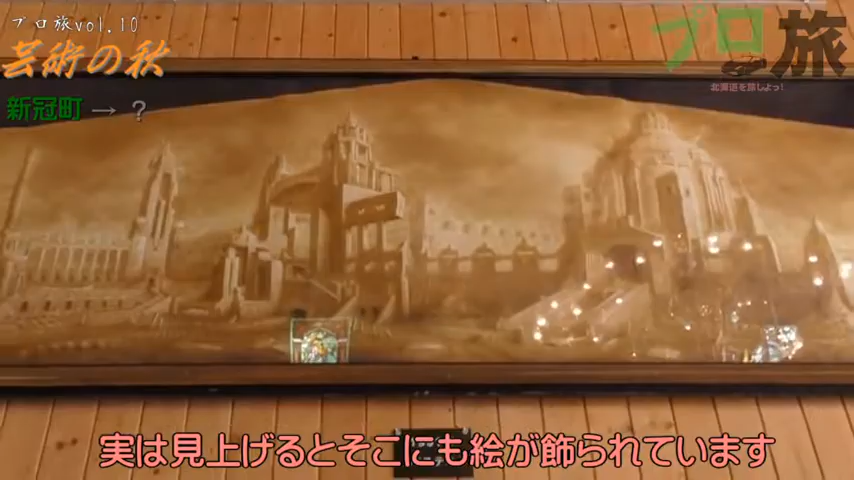 プロ旅vol.10
芸術の秋
新冠町 → ?
プロ旅
北海道を旅しよっ!
実は見上げるとそこにも絵が飾られています